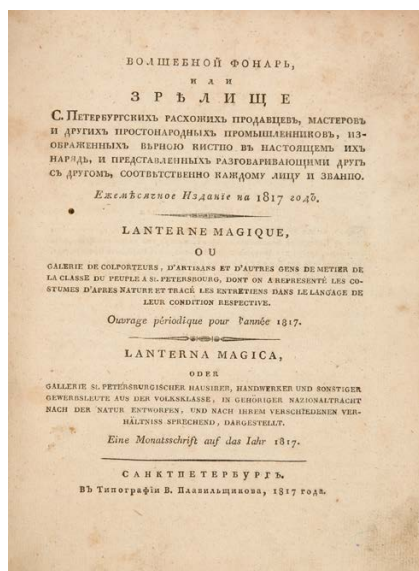 ВОЛШЕБНОЙ ФОНАРЬ,
ИЛИ
ЗРѢЛИЩЕ
С. ПЕТЕРБУРГСКИХЪ РАСХОЖИХЪ ПРОДАВЦЕВЪ, МАСТЕРОВЪ
И ДРУГИХЪ ПРОСТОНАРОДНЫХЪ ПРОМЫШЛЕННИКОВЪ, ИЗ-
ОБРАЖЕННЫХЪ ВѢРНОЮ КИСТЮ ВЪ НАСТОЯЩЕМЪ ИХЪ
НАРЯДѢ, И ПРЕДСТАВЛЕННЫХЪ РАЗГОВАРИВАЮЩИМИ ДРУГЪ
СЪ ДРУГОМЪ, СООТВѢТСТВЕННО КАЖДОМУ ЛИЦУ И ЗВАНІЮ.
Ежемѣсячное Изданіе на 1817 годъ.
LANTERNE MAGIQUE,
OU
GALERIE DE COLPORTEURS, D'ARTISANS ET D'AUTRES GENS DE METIER DE
LA CLASSE DU PEUPLE A St. PETERSBOURG, DONT ON A REPRESENTÉ LES CO-
STUMES D'APRES NATURE ET TRACÉ LES ENTRETIENS DANS LE LANGAGE DE
LEUR CONDITION RESPECTIVE.
Ouvrage périodique pour l'année 1817.
LANTERNA MAGICA,
ODER
GALLERIE St. PETERSBURGISCHER HAUSIRER, HANDWERKER UND SONSTIGER
GEWERBSLEUTE AUS DER VOLKSKLASSE, IN GEHÖRIGER NAZIONALTRACHT
NACH DER NATUR ENTWORFEN, UND NACH IHREM VERSCHIEDENEN VER-
HÄLTNISS SPRECHEND, DARGESTELLT.
Eine Monatsschrift auf das Iahr 1817.
САНКТПЕТЕРБУРГЪ.
Въ Типографіи В. Плавильщикова, 1817 года.